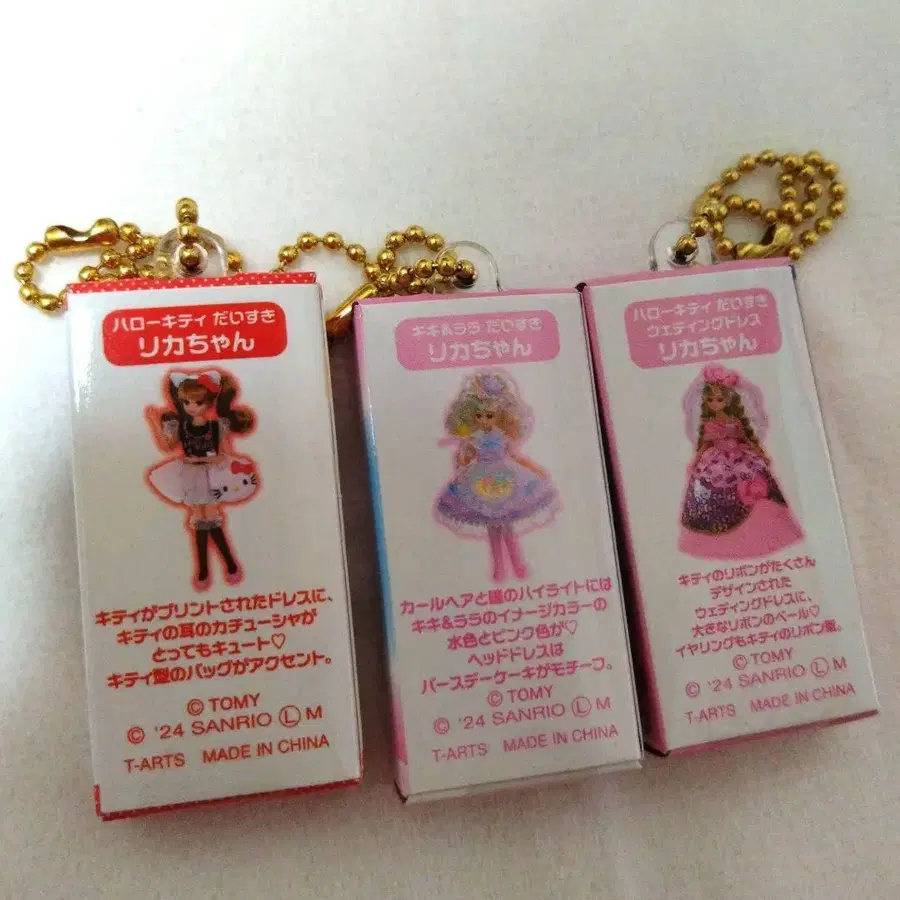 ハローキティ だいすき
リカちゃん
キティがプリントされたドレスに、
キティの耳のカチューシャが
とってもキュート♡
キティ型のバッグがアクセント。
© TOMY
© '24 SANRIO Ⓛ M
T-ARTS MADE IN CHINA
キキ&ララ だいすき
リカちゃん
カールヘアと瞳のハイライトには
キキ&ララのイメージカラーの
水色とピンク色が♡
ヘッドドレスは
バースデーケーキがモチーフ。
© TOMY
© '24 SANRIO Ⓛ M
T-ARTS MADE IN CHINA
ハローキティ だいすき
ウェディングドレス
リカちゃん
キティのリボンがたくさん
デザインされた
ウェディングドレスに、
大きなリボンのベール♡
イヤリングもキティのリボン型。
© TOMY
© '24 SANRIO Ⓛ M
T-ARTS MADE IN CHINA